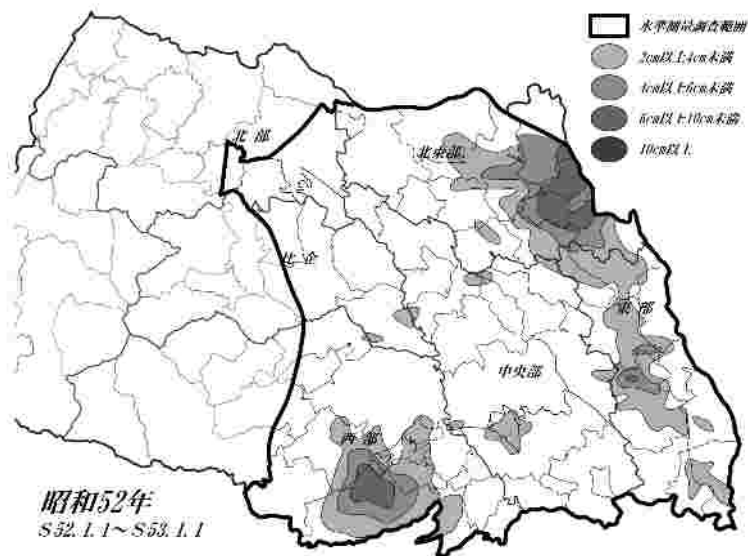 水準測量調査範囲
2cm以上4cm未満
4cm以上6cm未満
6cm以上10cm未満
10cm以上
北部
北東部
比企
東部
中央部
西部
昭和52年
S52.1.1～S53.1.1